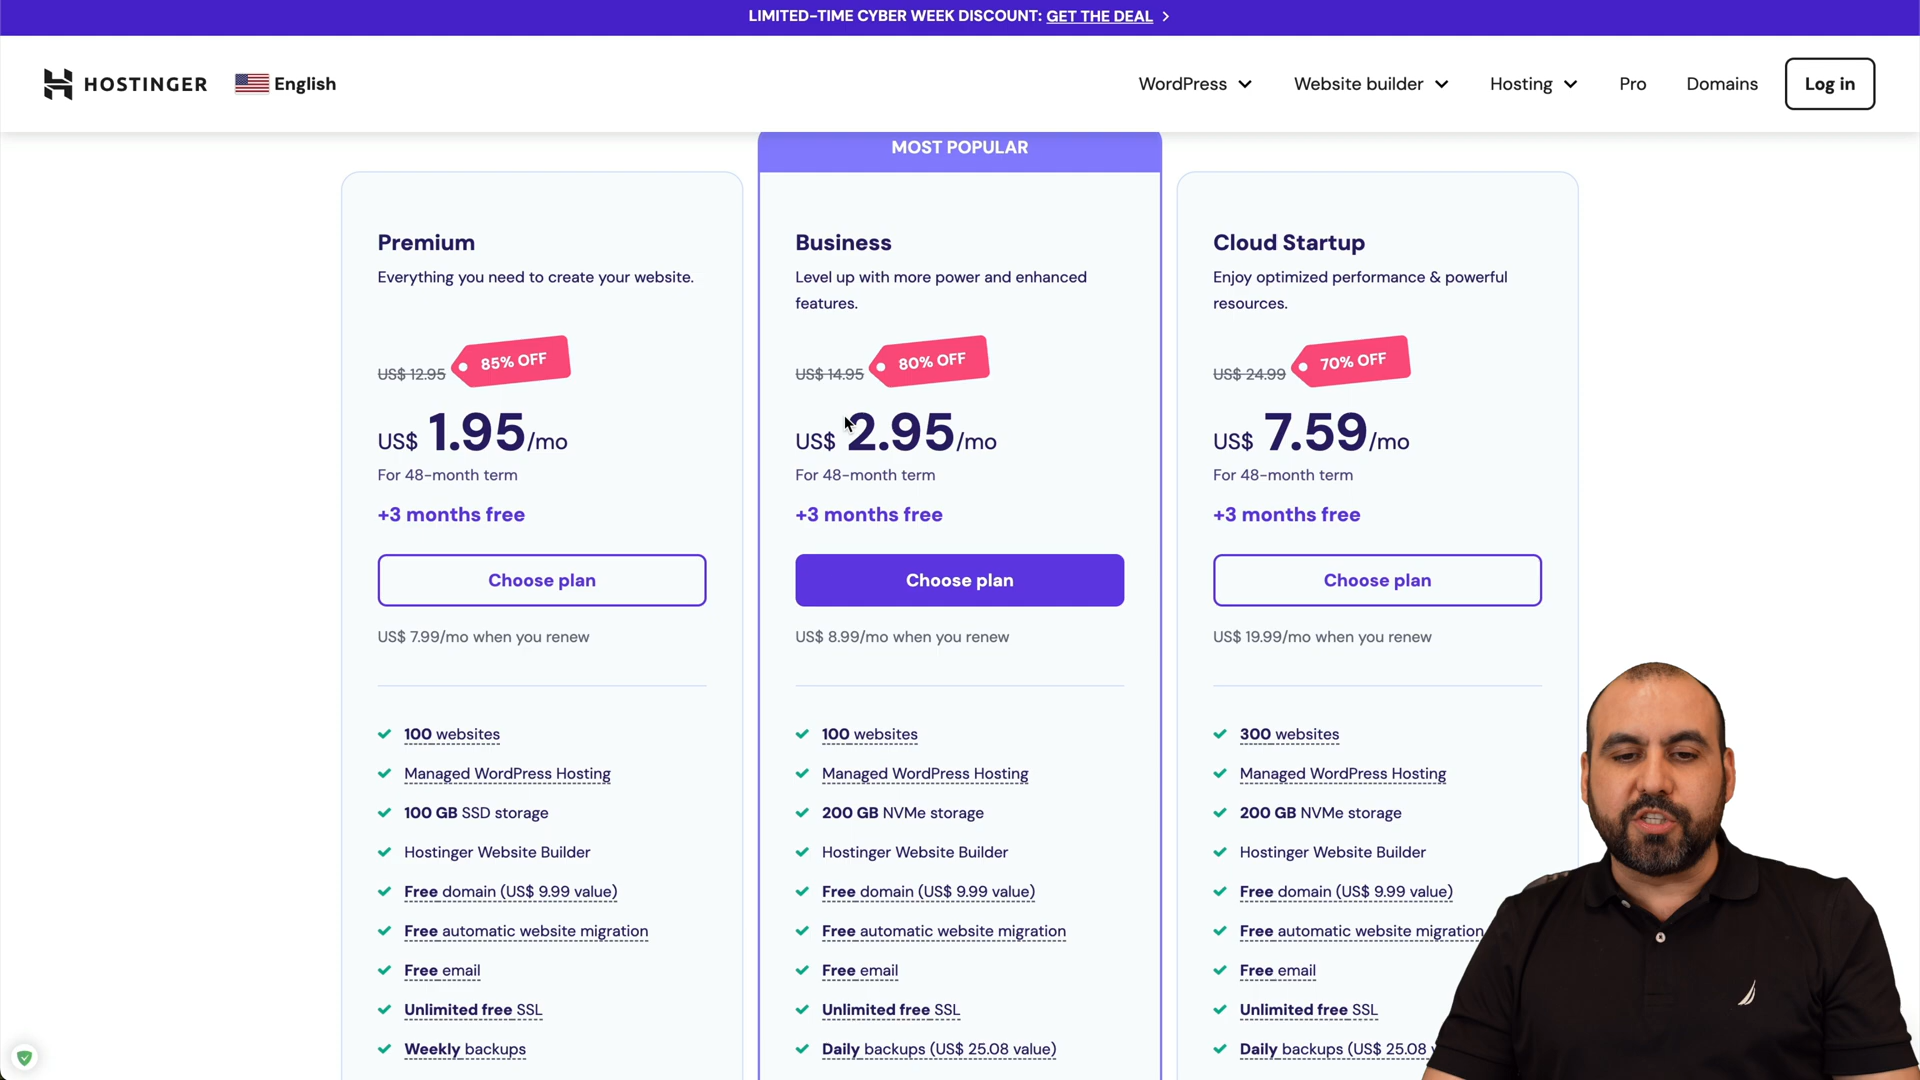 LIMITED-TIME CYBER WEEK DISCOUNT: GET THE DEAL
HOSTINGER
English
WordPress
Website builder
Hosting
Pro
Domains
Log in
MOST POPULAR
Premium
Everything you need to create your website.
US$ 12.95
85% OFF
US$ 1.95/mo
For 48-month term
+3 months free
Choose plan
US$ 7.99/mo when you renew
100 websites
Managed WordPress Hosting
100 GB SSD storage
Hostinger Website Builder
Free domain (US$ 9.99 value)
Free automatic website migration
Free email
Unlimited free SSL
Weekly backups
Business
Level up with more power and enhanced
features.
US$ 14.95
80% OFF
US$ 2.95/mo
For 48-month term
+3 months free
Choose plan
US$ 8.99/mo when you renew
100 websites
Managed WordPress Hosting
200 GB NVMe storage
Hostinger Website Builder
Free domain (US$ 9.99 value)
Free automatic website migration
Free email
Unlimited free SSL
Daily backups (US$ 25.08 value)
Cloud Startup
Enjoy optimized performance & powerful
resources.
US$ 24.99
70% OFF
US$ 7.59/mo
For 48-month term
+3 months free
Choose plan
US$ 19.99/mo when you renew
300 websites
Managed WordPress Hosting
200 GB NVMe storage
Hostinger Website Builder
Free domain (US$ 9.99 value)
Free automatic website migration
Free email
Unlimited free SSL
Daily backups (US$ 25.08